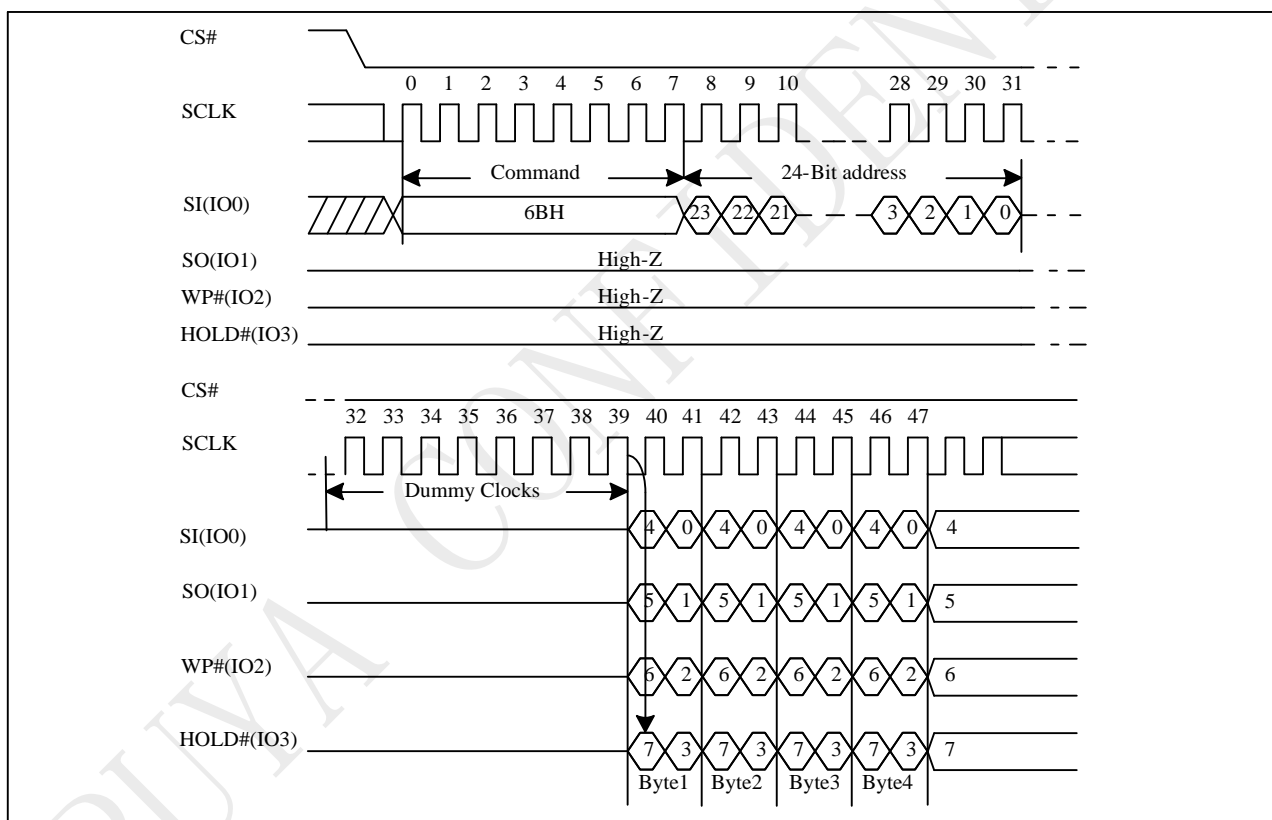 CS#
0 1 2 3 4 5 6 7 8 9 10 28 29 30 31
SCLK
Command 24-Bit address
SI(IO0) 6BH 23 22 21 3 2 1 0
SO(IO1) High-Z
WP#(IO2) High-Z
HOLD#(IO3) High-Z
CS#
32 33 34 35 36 37 38 39 40 41 42 43 44 45 46 47
SCLK
Dummy Clocks
SI(IO0) 4 0 4 0 4 0 4 0 4
SO(IO1) 5 1 5 1 5 1 5 1 5
WP#(IO2) 6 2 6 2 6 2 6 2 6
HOLD#(IO3) 7 3 7 3 7 3 7 3 7
Byte1 Byte2 Byte3 Byte4
PUYA CONFIDENT